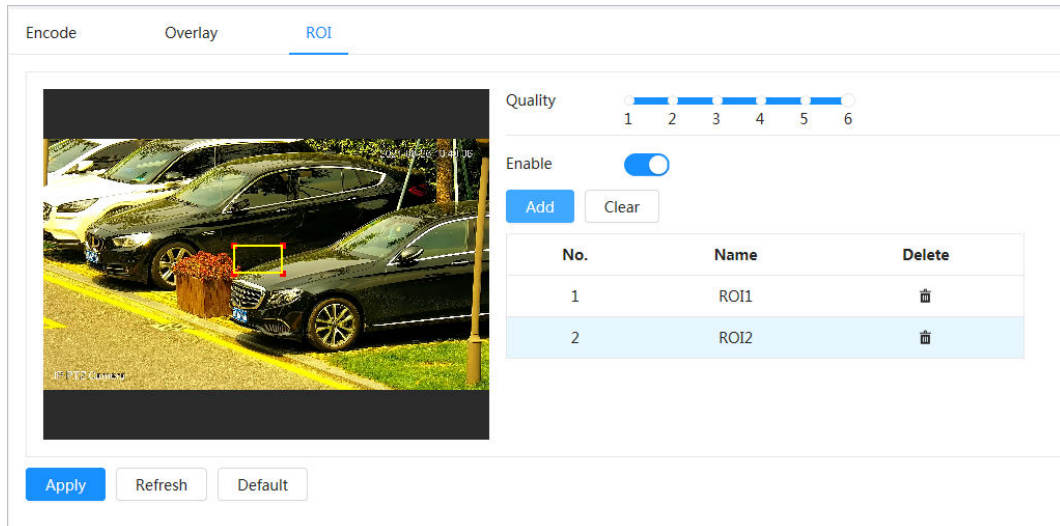 Encode Overlay ROI
Quality
1 2 3 4 5 6
Enable
Add Clear
No. Name Delete
1 ROI1
2 ROI2
Apply Refresh Default